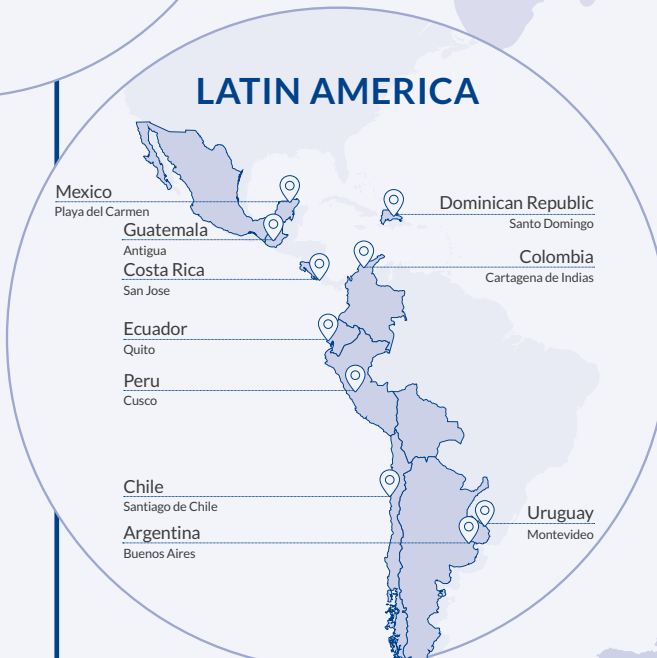 LATIN AMERICA
Mexico
Playa del Carmen
Guatemala
Antigua
Costa Rica
San Jose
Ecuador
Quito
Peru
Cusco
Chile
Santiago de Chile
Argentina
Buenos Aires
Dominican Republic
Santo Domingo
Colombia
Cartagena de Indias
Uruguay
Montevideo